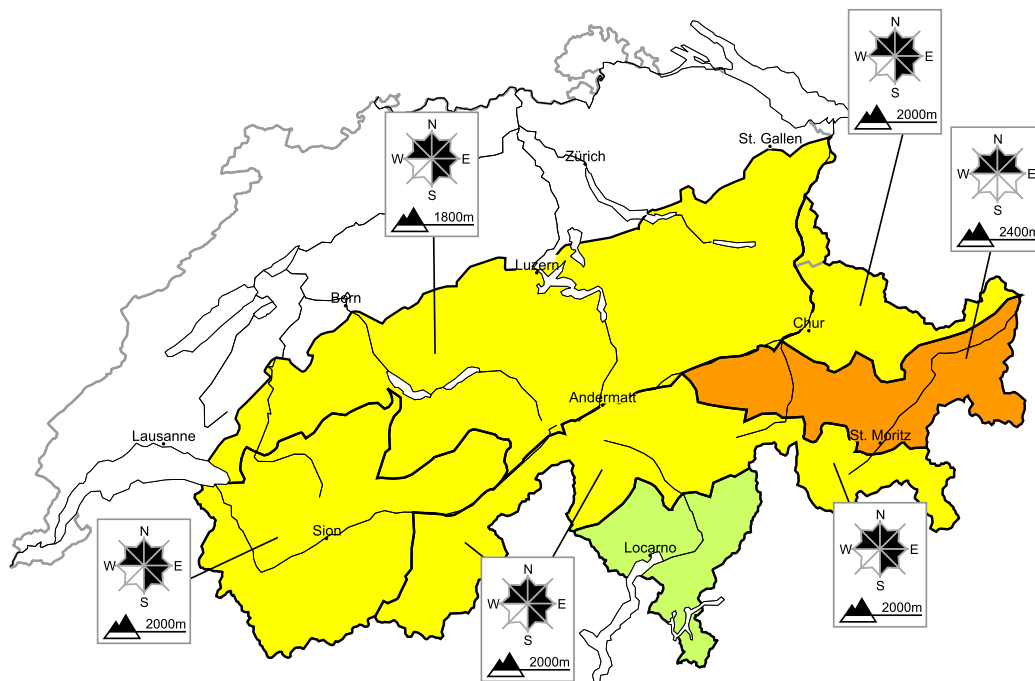 N
W E
S
2000m
N
W E
S
1800m
St. Gallen
Zürich
N
W E
S
2400m
Luzern
Bern
Chur
Andermatt
Lausanne
St. Moritz
Sion
Locarno
N
W E
S
2000m
N
W E
S
2000m
N
W E
S
2000m